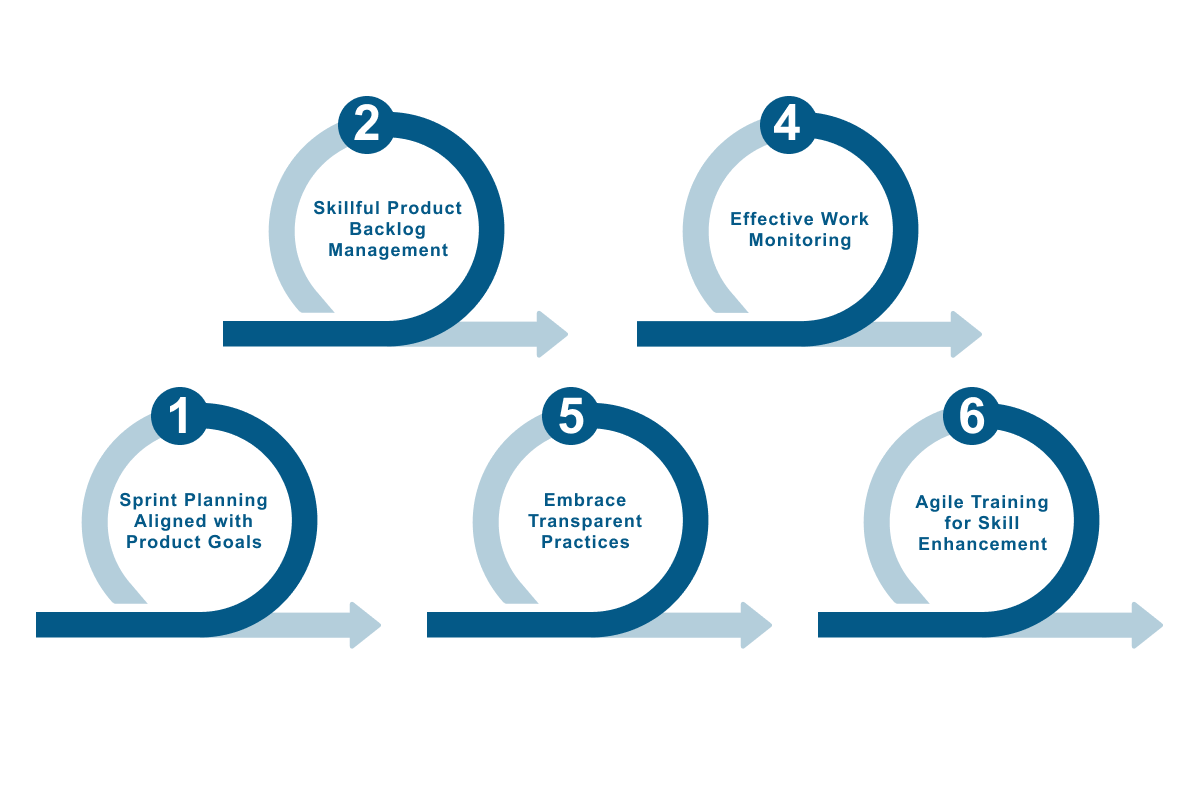 2
Skillful Product
Backlog
Management
4
Effective Work
Monitoring
1
Sprint Planning
Aligned with
Product Goals
5
Embrace
Transparent
Practices
6
Agile Training
for Skill
Enhancement